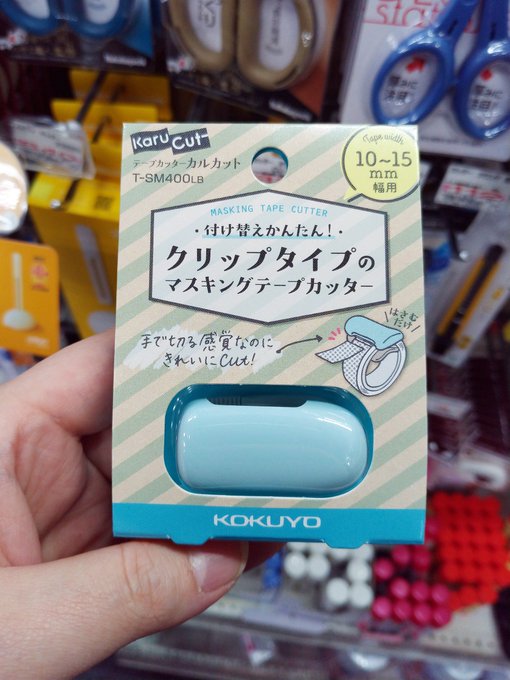 Karu Cut
テープカッターカルカット
T-SM400LB
Tape width
10~15
mm
幅用
MASKING TAPE CUTTER
・付け替えかんたん!・
クリップタイプの
マスキングテープカッター
はさむ
だけ
手で切る感覚なのに
きれいにcut!
KOKUYO